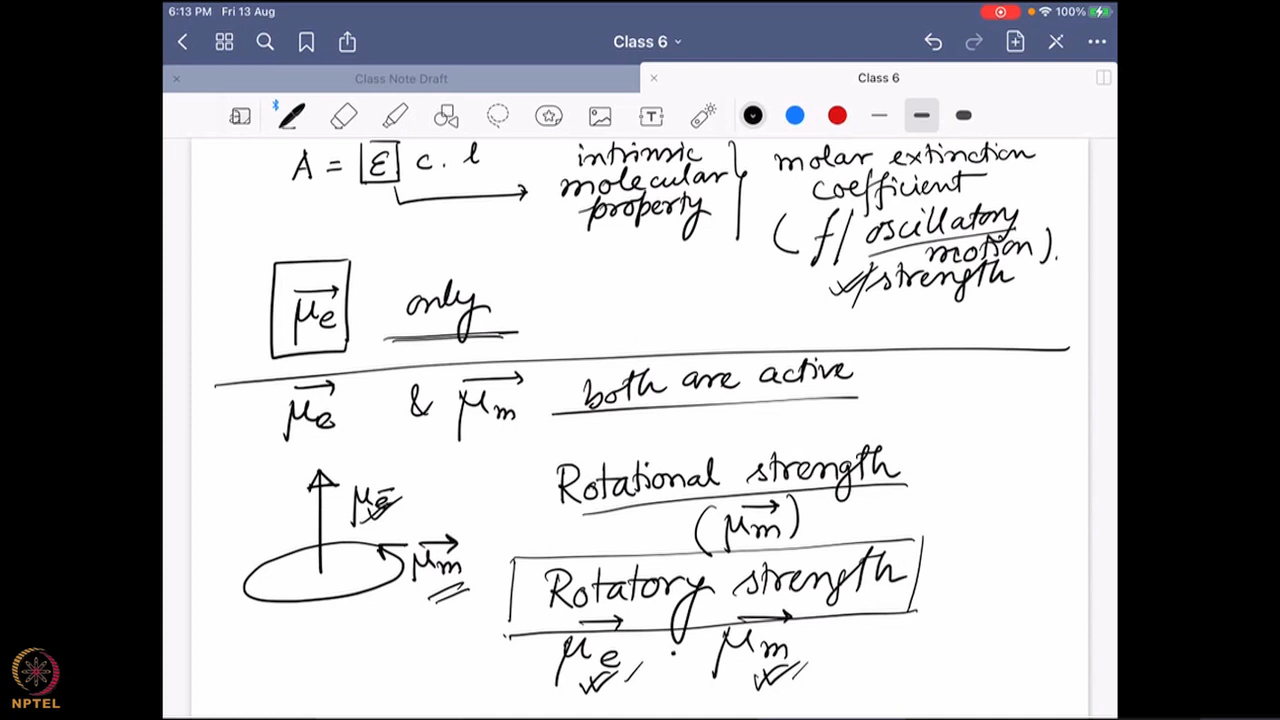 6:13 PM Fri 13 Aug 100%
Class 6
Class Note Draft Class 6
A = ε c . l
intrinsic
molecular
property
molar extinction
coefficient
( f / oscillatory
motion ).
strength
μe only
μe & μm both are active
Rotational strength
( μm )
μe
μm
Rotatory strength
μe . μm
NPTEL